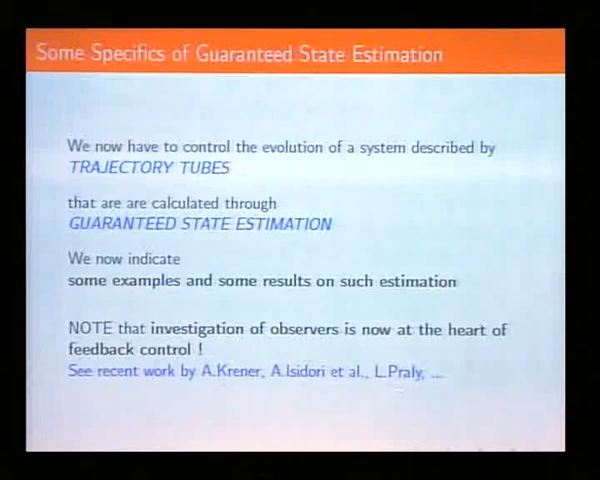 Some Specifics of Guaranteed State Estimation
We now have to control the evolution of a system described by
TRAJECTORY TUBES
that are are calculated through
GUARANTEED STATE ESTIMATION
We now indicate
some examples and some results on such estimation
NOTE that investigation of observers is now at the heart of
feedback control !
See recent work by A.Krener, A.Isidori et al., L.Praly, ...